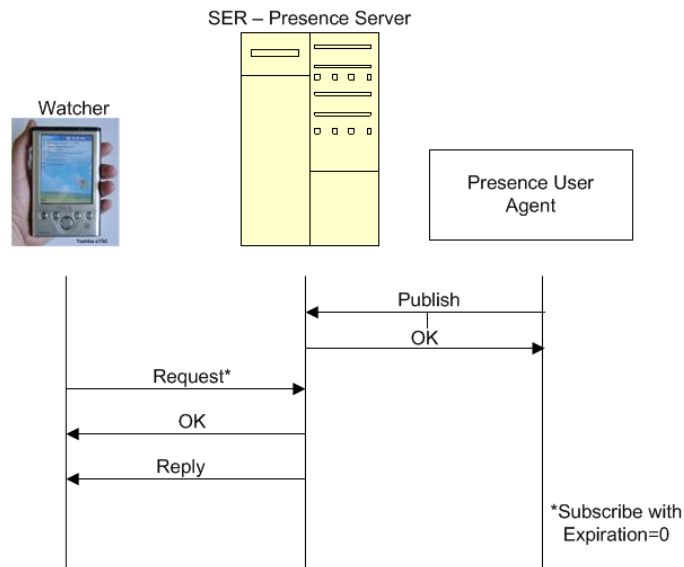 SER – Presence Server
Watcher
Presence User
Agent
Publish
OK
Request*
OK
Reply
*Subscribe with
Expiration=0